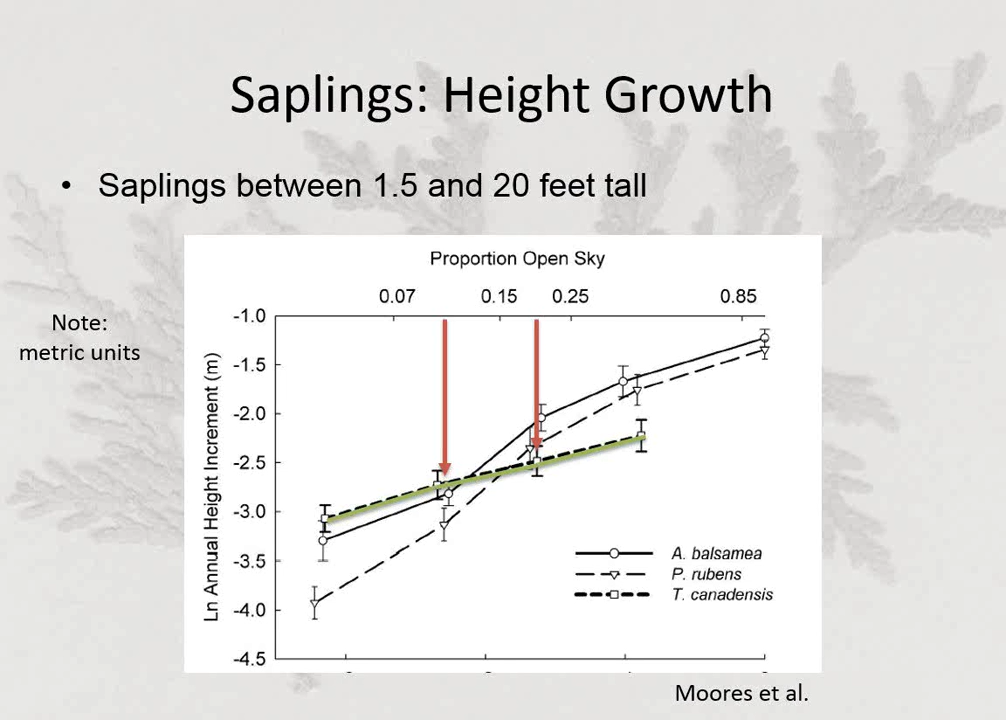 Saplings: Height Growth
• Saplings between 1.5 and 20 feet tall
Note:
metric units
Proportion Open Sky
0.07 0.15 0.25 0.85
Ln Annual Height Increment (m)
-1.0
-1.5
-2.0
-2.5
-3.0
-3.5
-4.0
-4.5
A. balsamea
P. rubens
T. canadensis
Moores et al.